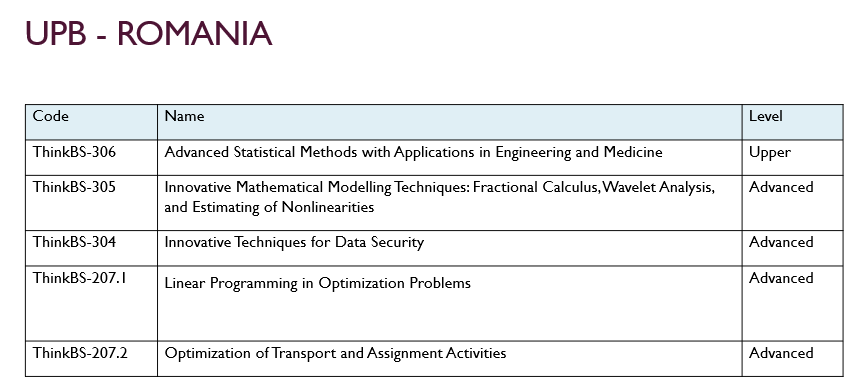 UPB - ROMANIA
Code Name Level
ThinkBS-306 Advanced Statistical Methods with Applications in Engineering and Medicine Upper
ThinkBS-305 Innovative Mathematical Modelling Techniques: Fractional Calculus, Wavelet Analysis, Advanced
and Estimating of Nonlinearities
ThinkBS-304 Innovative Techniques for Data Security Advanced
ThinkBS-207.1 Linear Programming in Optimization Problems Advanced
ThinkBS-207.2 Optimization of Transport and Assignment Activities Advanced